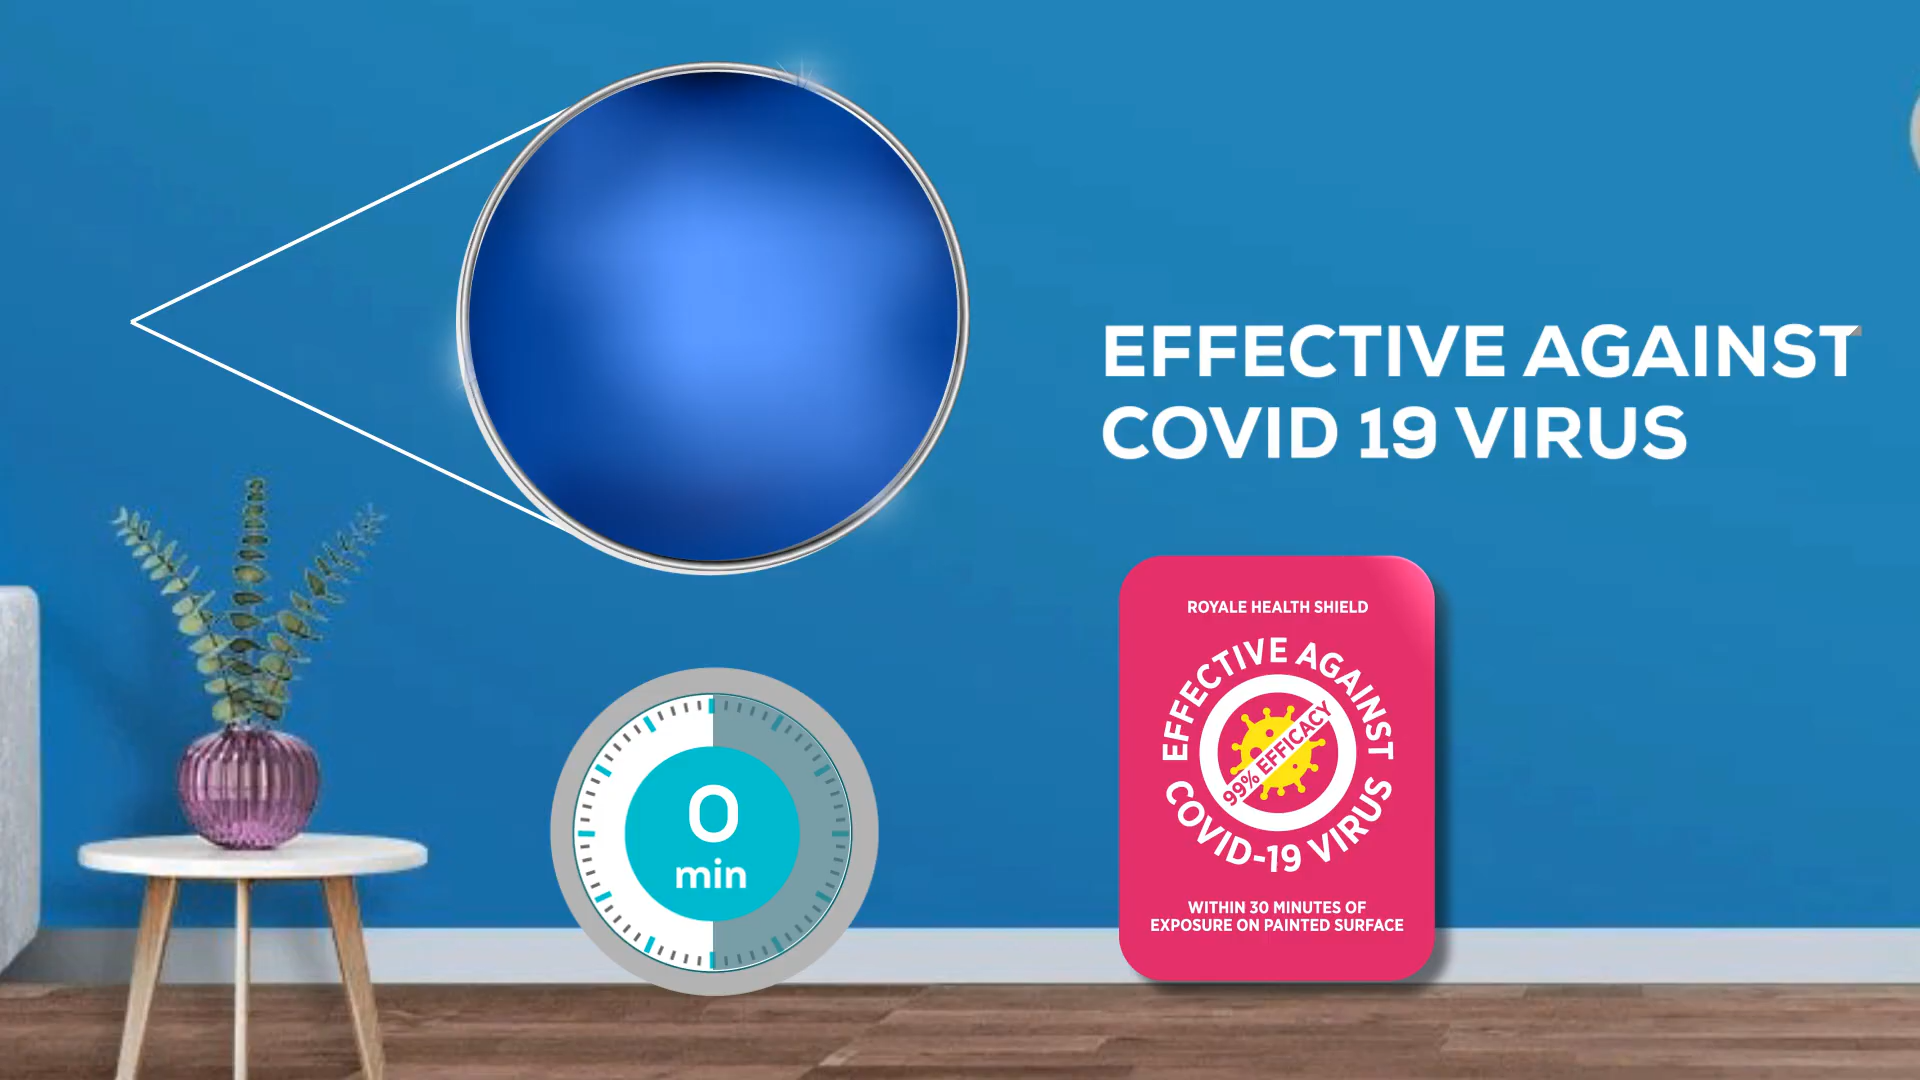 EFFECTIVE AGAINST
COVID 19 VIRUS
ROYALE HEALTH SHIELD
EFFECTIVE AGAINST
99% EFFICACY
COVID-19 VIRUS
WITHIN 30 MINUTES OF
EXPOSURE ON PAINTED SURFACE
0
min